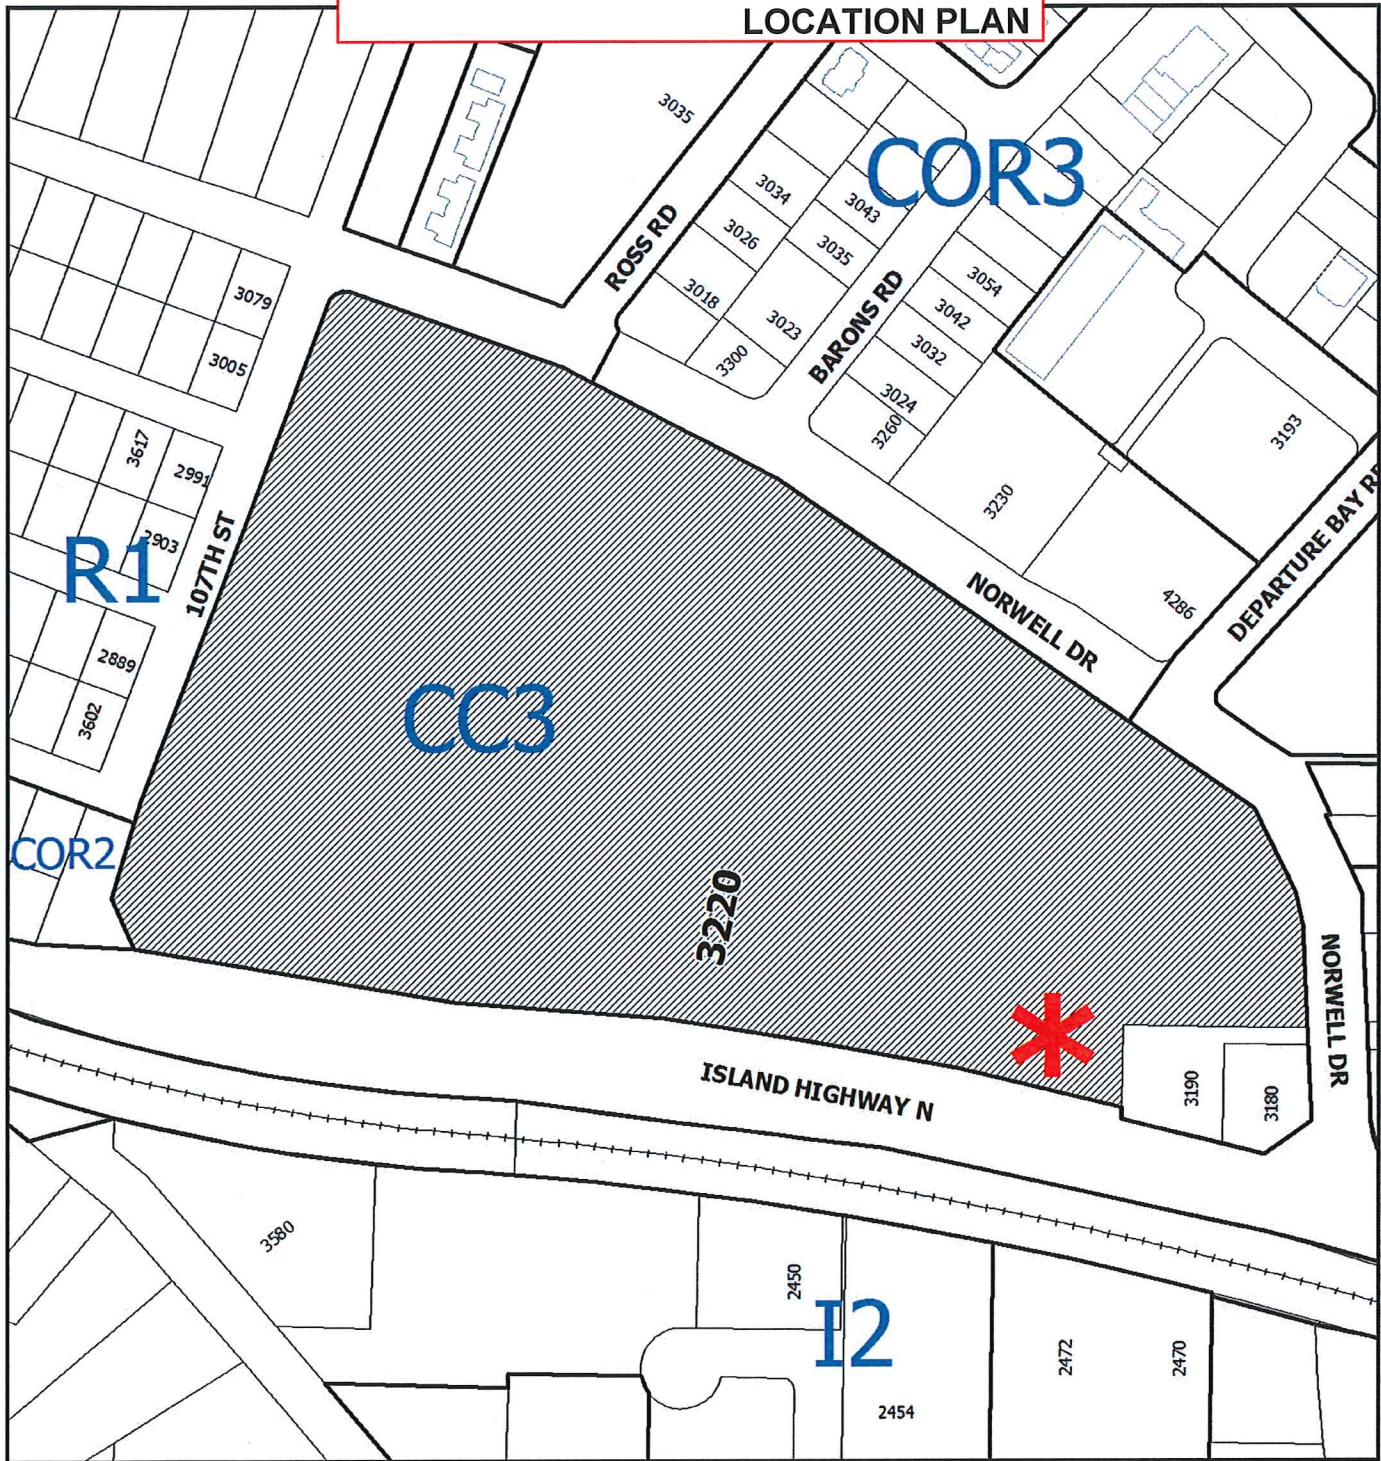 LOCATION PLAN
3035
COR3
3034
3043
ROSS RD
3026
3035
3054
3079
3018
3042
BARONS RD
3023
3032
3005
3300
3024
3260
3193
3617
2991
3230
2903
R1
107TH ST
DEPARTURE BAY RD
NORWELL DR
4286
2889
3602
CC3
COR2
3220
NORWELL DR
ISLAND HIGHWAY N
3190
3180
3580
2450
I2
2472
2470
2454